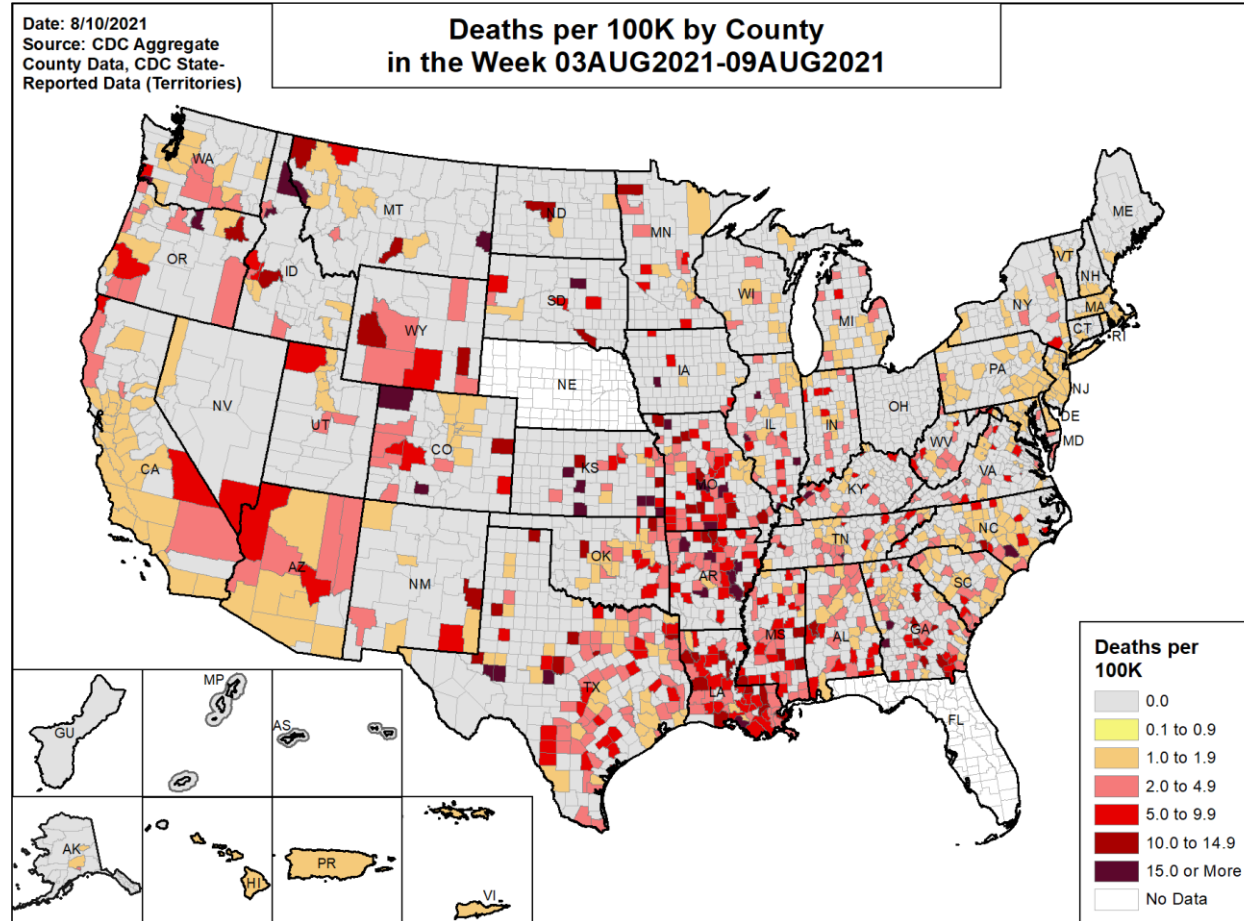 Date: 8/10/2021
Source: CDC Aggregate
County Data, CDC State-
Reported Data (Territories)
Deaths per 100K by County
in the Week 03AUG2021-09AUG2021
WA
MT
ND
MN
ME
OR
ID
WY
SD
WI
MI
NY
VT
NH
MA
CT
RI
NV
UT
CO
NE
IA
IL
IN
OH
PA
NJ
DE
MD
WV
VA
CA
KS
MO
KY
AZ
NM
OK
AR
TN
NC
SC
TX
LA
MS
AL
GA
FL
GU
MP
AS
AK
HI
PR
VI
Deaths per
100K
0.0
0.1 to 0.9
1.0 to 1.9
2.0 to 4.9
5.0 to 9.9
10.0 to 14.9
15.0 or More
No Data